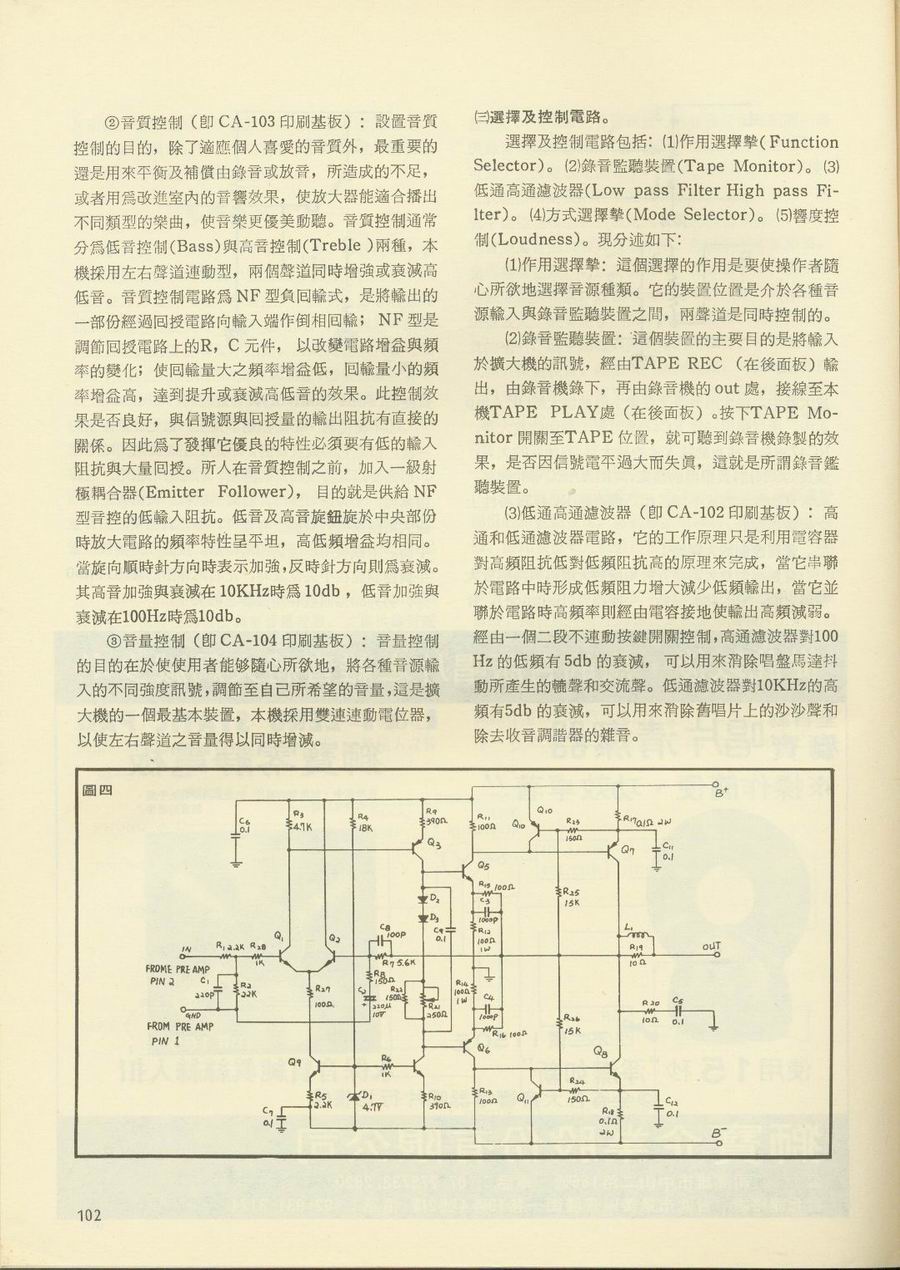 ②音質控制（卽 CA-103 印刷基板）：設置音質
控制的目的，除了適應個人喜愛的音質外，最重要的
還是用來平衡及補償由錄音或放音，所造成的不足，
或者用爲改進室內的音響效果，使放大器能適合播出
不同類型的樂曲，使音樂更優美動聽。音質控制通常
分爲低音控制(Bass)與高音控制(Treble )兩種，本
機採用左右聲道連動型，兩個聲道同時增強或衰減高
低音。音質控制電路爲 NF 型負回輸式，是將輸出的
一部份經過回授電路向輸入端作倒相回輸； NF 型是
調節回授電路上的R，C 元件， 以改變電路增益與頻
率的變化；使回輸量大之頻率增益低，回輸量小的頻
率增益高，達到提升或衰減高低音的效果。此控制效
果是否良好，與信號源與回授量的輸出阻抗有直接的
關係。因此爲了發揮它優良的特性必須要有低的輸入
阻抗與大量回授。所人在音質控制之前，加入一級射
極耦合器(Emitter Follower)， 目的就是供給 NF
型音控的低輸入阻抗。低音及高音旋鈕旋於中央部份
時放大電路的頻率特性呈平坦，高低頻增益均相同。
當旋向順時針方向時表示加強，反時針方向則爲衰減。
其高音加強與衰減在 10KHz時爲 10db ，低音加強與
衰減在100Hz時爲10db。
③音量控制（卽 CA-104 印刷基板）：音量控制
的目的在於使使用者能够隨心所欲地，將各種音源輸
入的不同強度訊號，調節至自己所希望的音量，這是擴
大機的一個最基本裝置，本機採用雙連連動電位器，
以使左右聲道之音量得以同時增減。
㈢選擇及控制電路。
選擇及控制電路包括：⑴作用選擇摯( Function
Selector)。⑵錄音監聽裝置(Tape Monitor)。⑶
低通高通濾波器(Low pass Filter High pass Fi-
lter)。⑷方式選擇摯(Mode Selector)。⑸響度控
制(Loudness)。現分述如下：
⑴作用選擇摯：這個選擇的作用是要使操作者隨
心所欲地選擇音源種類。它的裝置位置是介於各種音
源輸入與錄音監聽裝置之間，兩聲道是同時控制的。
⑵錄音監聽裝置：這個裝置的主要目的是將輸入
於擴大機的訊號，經由TAPE REC （在後面板）輸
出，由錄音機錄下，再由錄音機的 out 處，接線至本
機TAPE PLAY處（在後面板）。按下TAPE Mo-
nitor 開關至TAPE 位置，就可聽到錄音機錄製的效
果，是否因信號電平過大而失眞，這就是所謂錄音鑑
聽裝置。
⑶低通高通濾波器（卽 CA-102 印刷基板）：高
通和低通濾波器電路，它的工作原理只是利用電容器
對高頻阻抗低對低頻阻抗高的原理來完成，當它串聯
於電路中時形成低頻阻力增大減少低頻輸出，當它並
聯於電路時高頻率則經由電容接地使輸出高頻減弱。
經由一個二段不連動按鍵開關控制，高通濾波器對100
Hz 的低頻有 5db 的衰減， 可以用來消除唱盤馬達抖
動所產生的轆聲和交流聲。低通濾波器對10KHz的高
頻有5db 的衰減，可以用來消除舊唱片上的沙沙聲和
除去收音調諧器的雜音。
圖四
B+
C6 0.1
R3 4.7K
R4 18K
R9 390Ω
R11 100Ω
Q10
Q10
R23 150Ω
R17 0.1Ω 2W
C11 0.1
Q3
Q5
Q7
D2
D3
R15 100Ω
C3 1000P
R12 100Ω 1W
R25 15K
Q1
Q2
C8 100P
C9 0.1
L1
IN
R1 2.2K
R28 1K
R7 5.6K
R19 10Ω
OUT
FROME PRE AMP
PIN 2
C1 220P
R2 22K
R27 100Ω
R8 150Ω
C2 220μ 10V
R22 150Ω
R21 250Ω
R14 100Ω 1W
C4 1000P
R20 10Ω
C5 0.1
GND
FROM PRE AMP
PIN 1
R16 100Ω
R26 15K
Q9
R6 1K
Q6
Q8
R5 2.2K
D1 4.7V
R10 390Ω
R13 100Ω
Q11
R24 150Ω
C7 0.1
R18 0.1Ω 2W
C12 0.1
B-
102